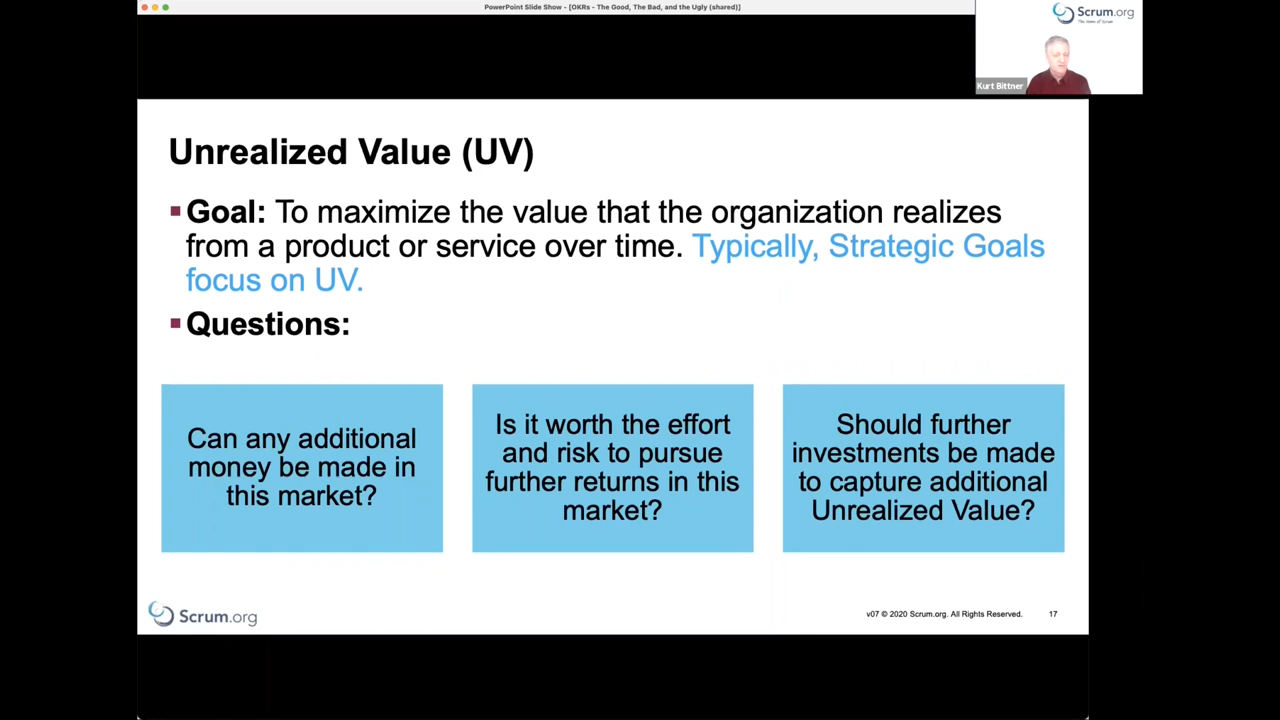 PowerPoint Slide Show - [OKRs - The Good, The Bad, and the Ugly (shared)]
Scrum.org
The Home of Scrum
Kurt Bittner
Unrealized Value (UV)
Goal: To maximize the value that the organization realizes
from a product or service over time. Typically, Strategic Goals
focus on UV.
Questions:
Can any additional
money be made in
this market?
Is it worth the effort
and risk to pursue
further returns in this
market?
Should further
investments be made
to capture additional
Unrealized Value?
Scrum.org
v07 © 2020 Scrum.org. All Rights Reserved.
17